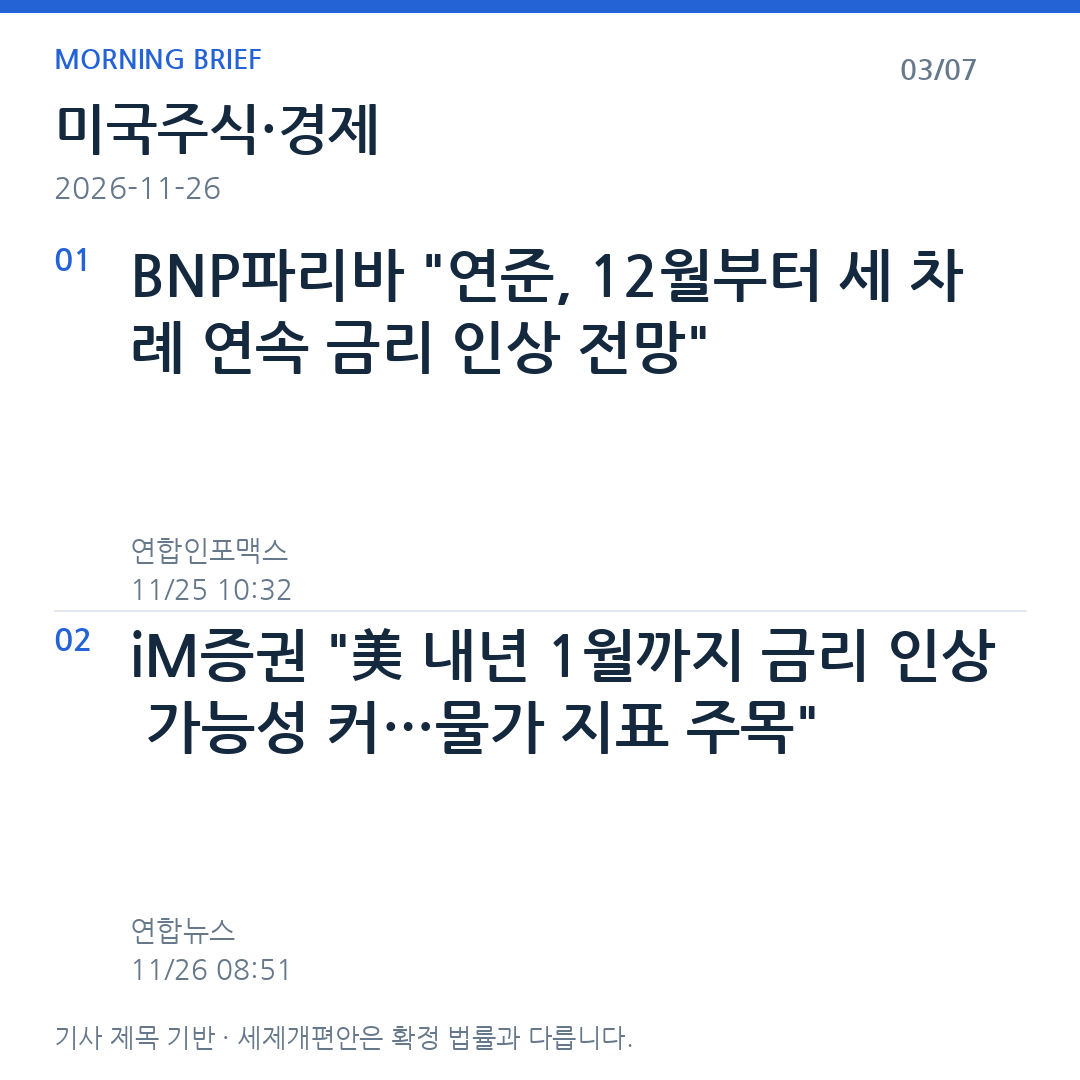 MORNING BRIEF
03/07
미국주식·경제
2026-11-26
01
BNP파리바 "연준, 12월부터 세 차
례 연속 금리 인상 전망"
연합인포맥스
11/25 10:32
02
iM증권 "美 내년 1월까지 금리 인상
가능성 커…물가 지표 주목"
연합뉴스
11/26 08:51
기사 제목 기반 · 세제개편안은 확정 법률과 다릅니다.